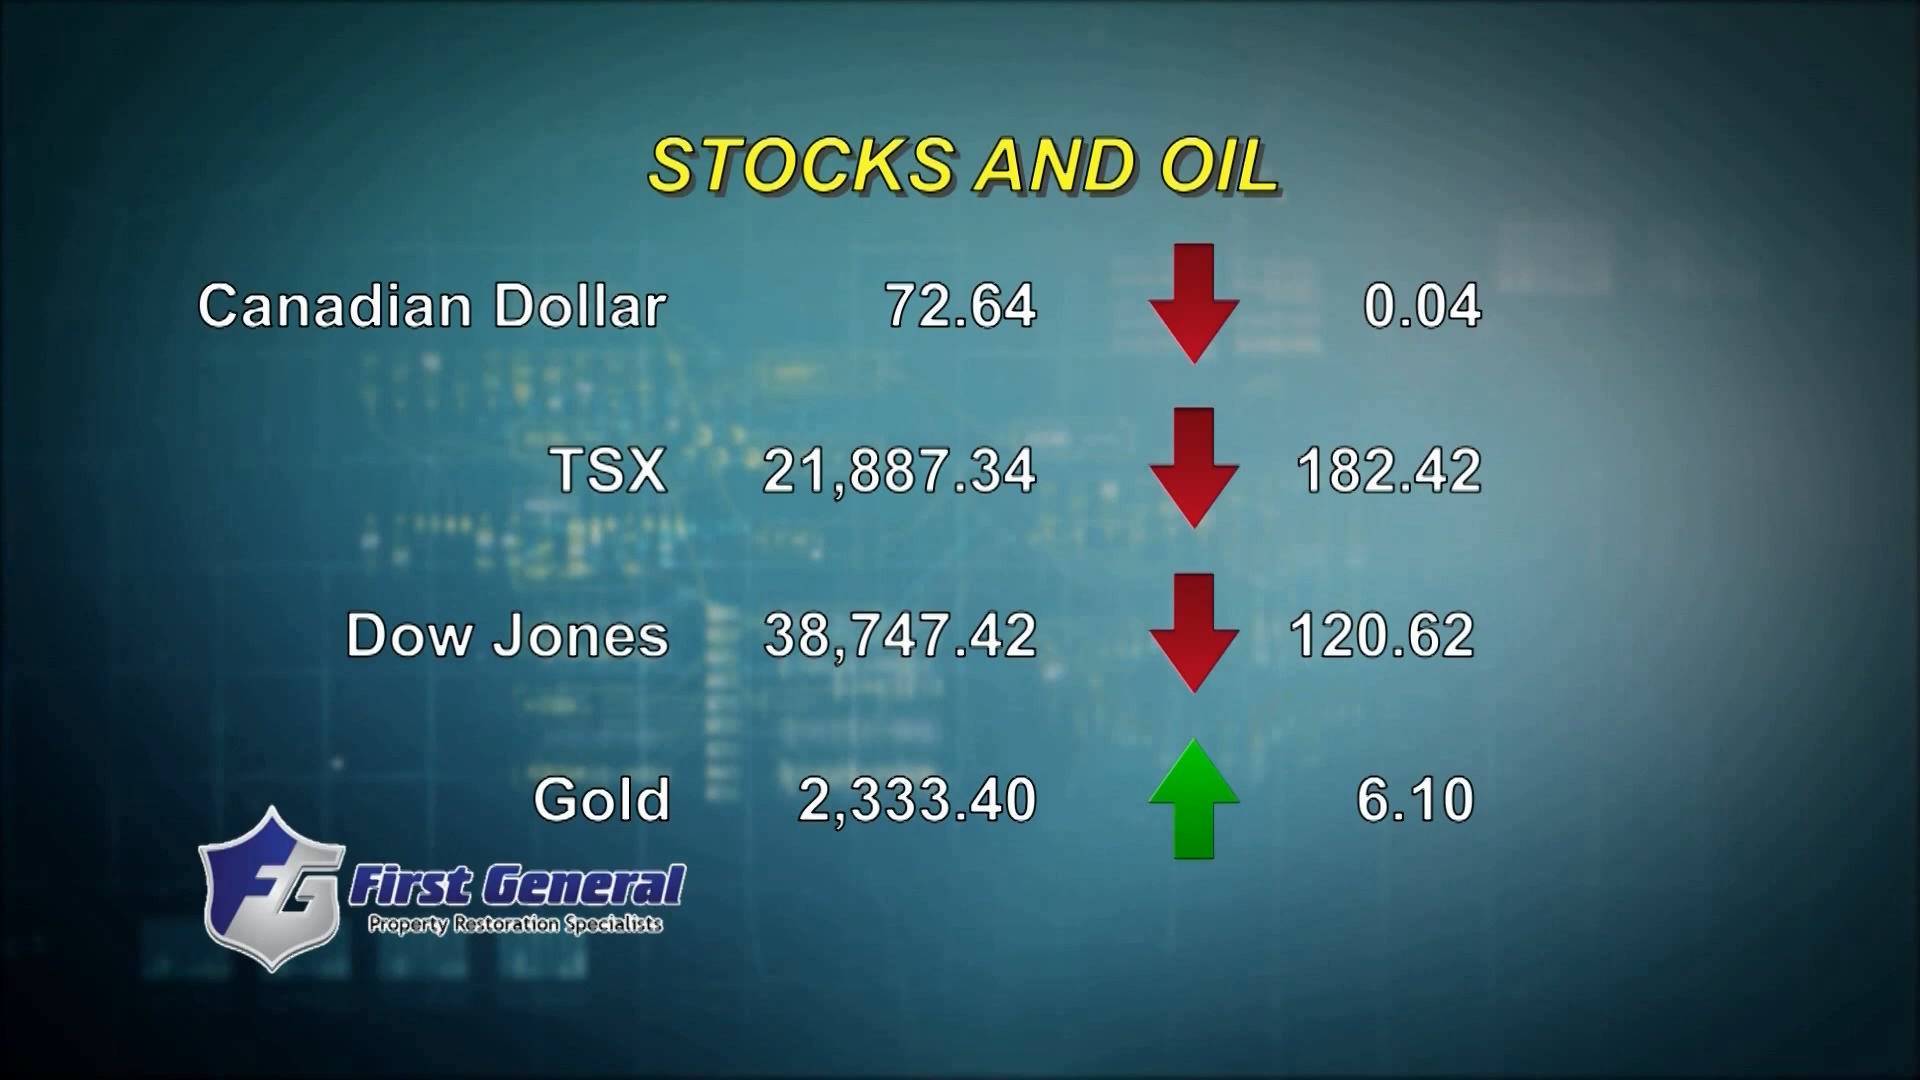 STOCKS AND OIL
Canadian Dollar 72.64 0.04
TSX 21,887.34 182.42
Dow Jones 38,747.42 120.62
Gold 2,333.40 6.10
FG First General
Property Restoration Specialists